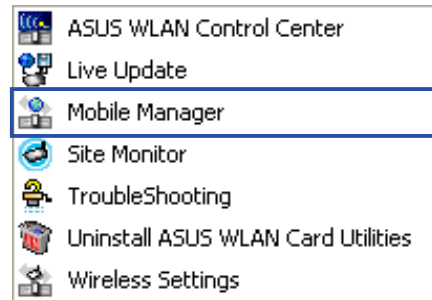 ASUS WLAN Control Center
Live Update
Mobile Manager
Site Monitor
TroubleShooting
Uninstall ASUS WLAN Card Utilities
Wireless Settings